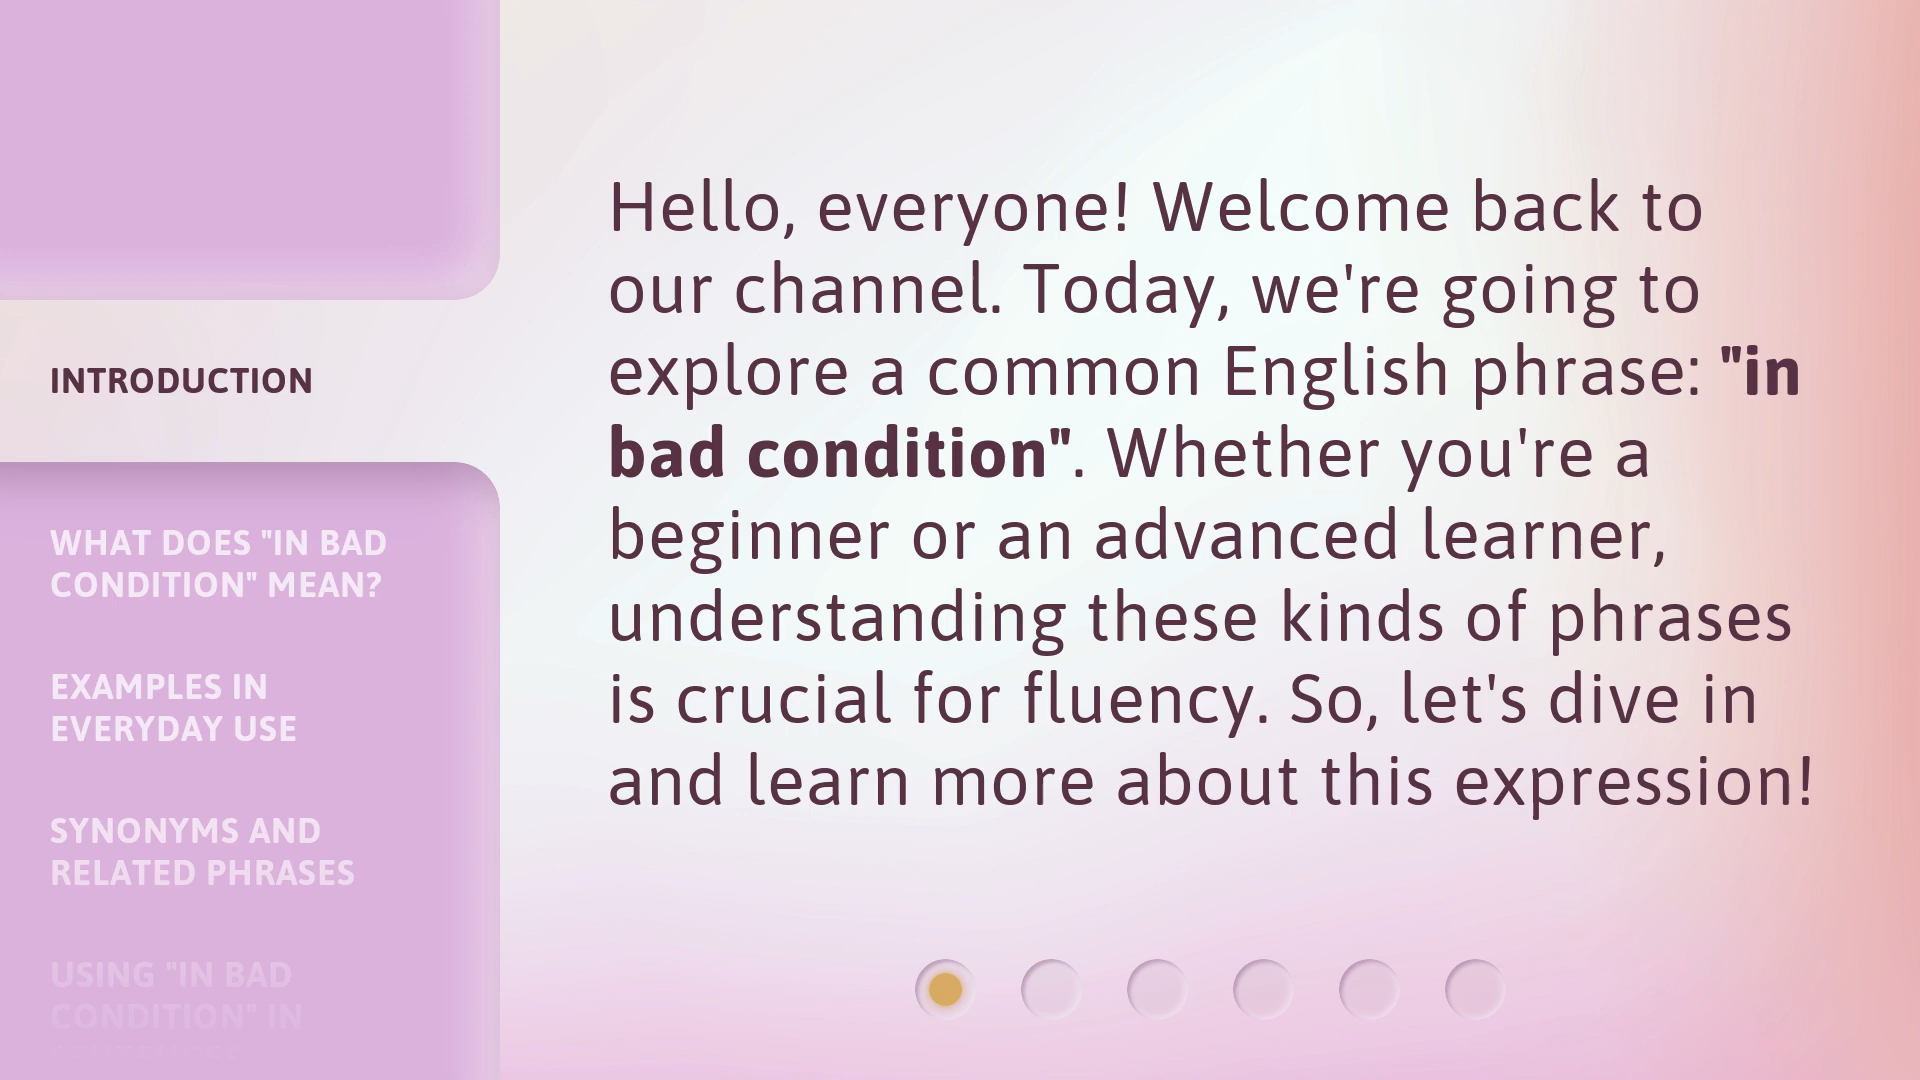 INTRODUCTION
WHAT DOES "IN BAD
CONDITION" MEAN?
EXAMPLES IN
EVERYDAY USE
SYNONYMS AND
RELATED PHRASES
USING "IN BAD
CONDITION" IN
Hello, everyone! Welcome back to
our channel. Today, we're going to
explore a common English phrase: "in
bad condition". Whether you're a
beginner or an advanced learner,
understanding these kinds of phrases
is crucial for fluency. So, let's dive in
and learn more about this expression!